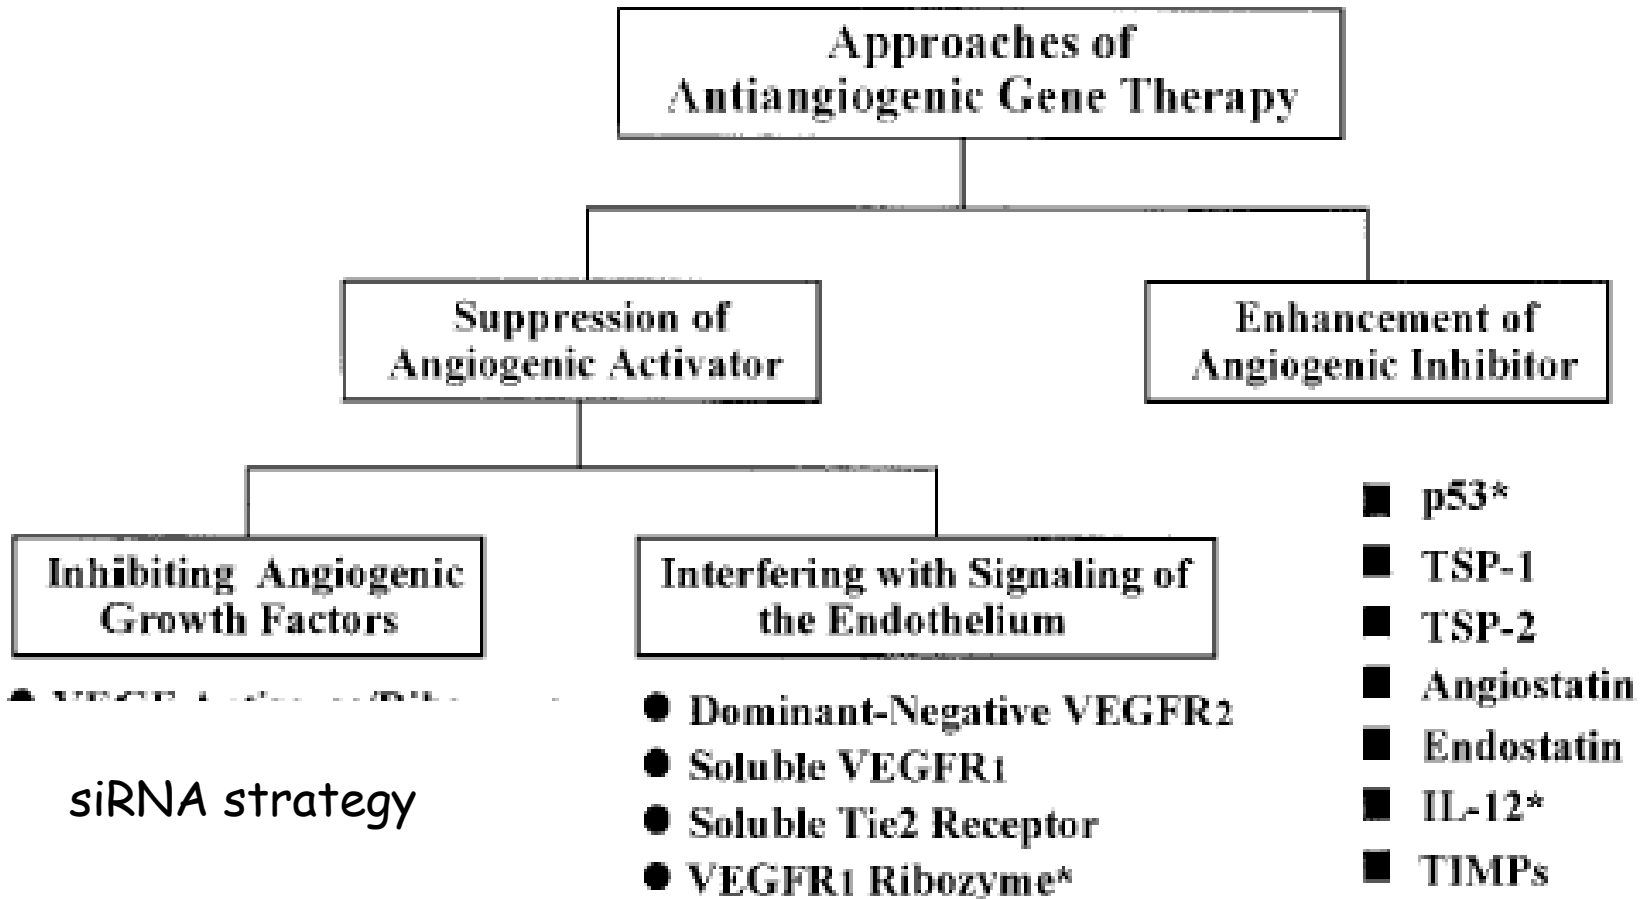 Approaches of
Antiangiogenic Gene Therapy
Suppression of
Angiogenic Activator
Enhancement of
Angiogenic Inhibitor
Inhibiting Angiogenic
Growth Factors
Interfering with Signaling of
the Endothelium
siRNA strategy
● Dominant-Negative VEGFR2
● Soluble VEGFR1
● Soluble Tie2 Receptor
● VEGFR1 Ribozyme*
■ p53*
■ TSP-1
■ TSP-2
■ Angiostatin
■ Endostatin
■ IL-12*
■ TIMPs